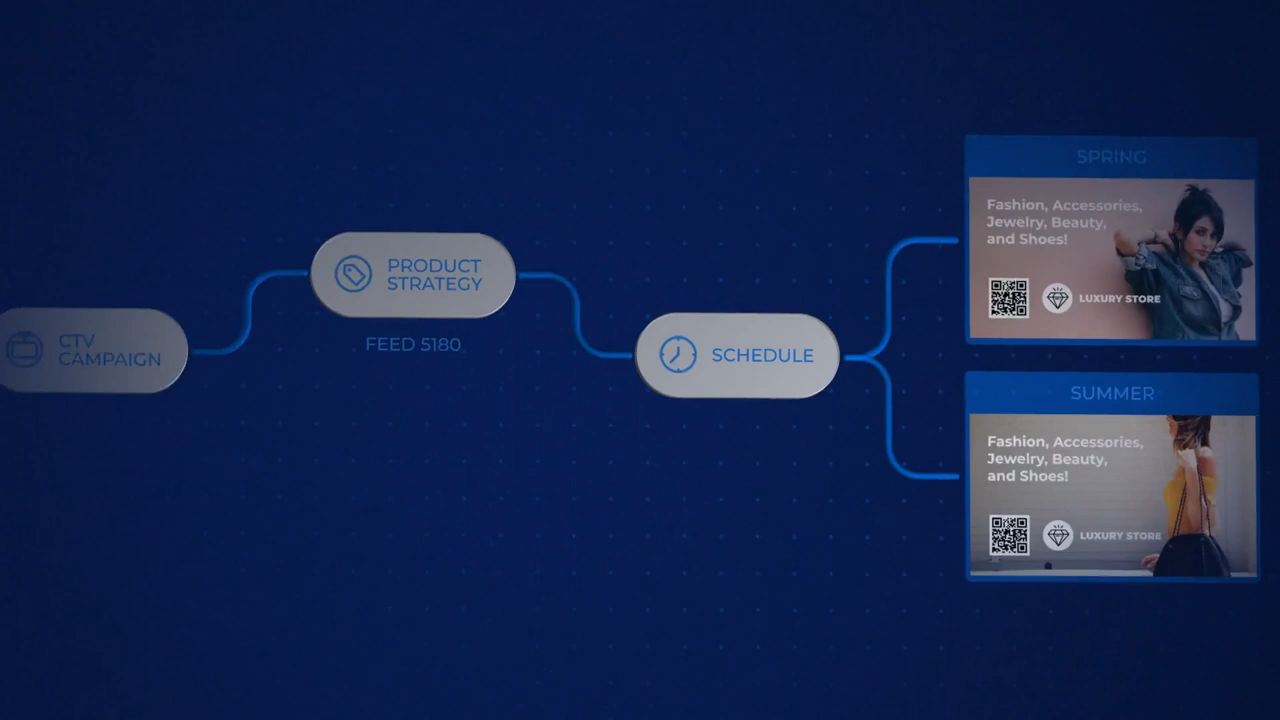 CTV
CAMPAIGN
PRODUCT
STRATEGY
FEED 5180
SCHEDULE
SPRING
Fashion, Accessories,
Jewelry, Beauty,
and Shoes!
LUXURY STORE
SUMMER
Fashion, Accessories,
Jewelry, Beauty,
and Shoes!
LUXURY STORE